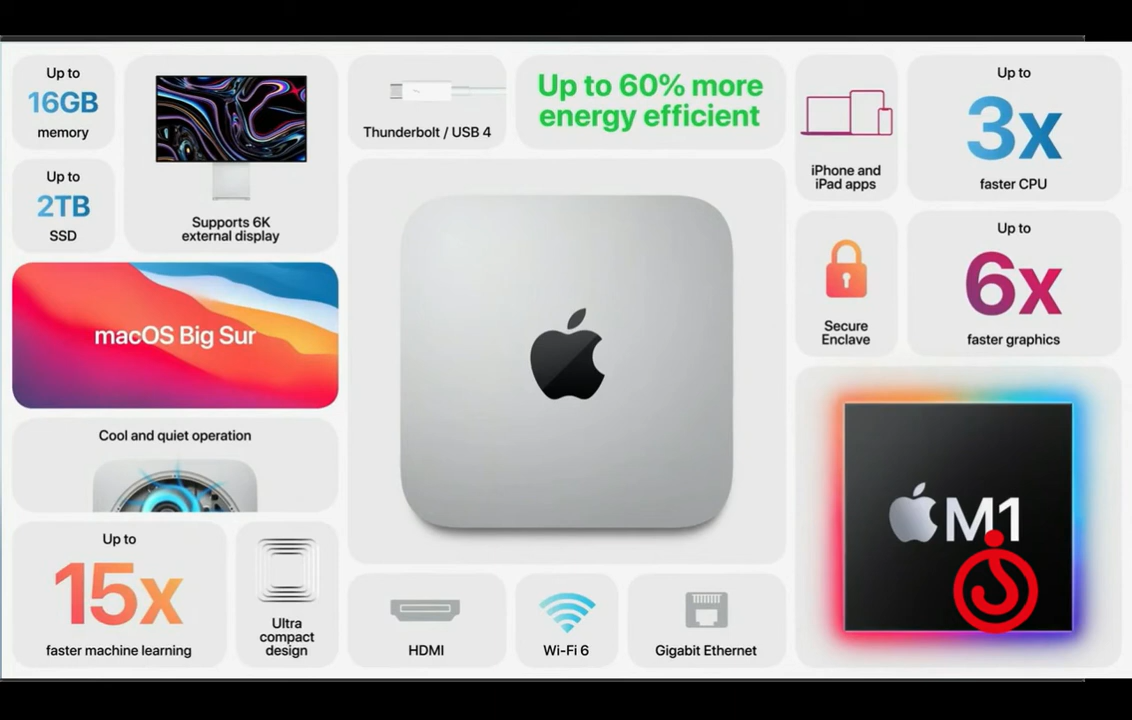 Up to
16GB
memory
Up to
2TB
SSD
Supports 6K
external display
Thunderbolt / USB 4
Up to 60% more
energy efficient
iPhone and
iPad apps
Up to
3x
faster CPU
macOS Big Sur
Secure
Enclave
Up to
6x
faster graphics
Cool and quiet operation
M1
Up to
15x
faster machine learning
Ultra
compact
design
HDMI
Wi-Fi 6
Gigabit Ethernet